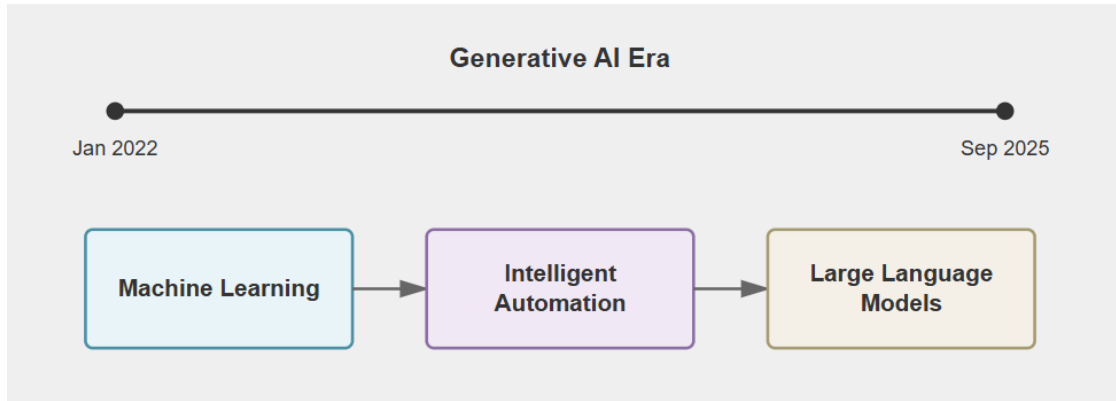 Generative AI Era
Jan 2022
Sep 2025
Machine Learning
Intelligent
Automation
Large Language
Models